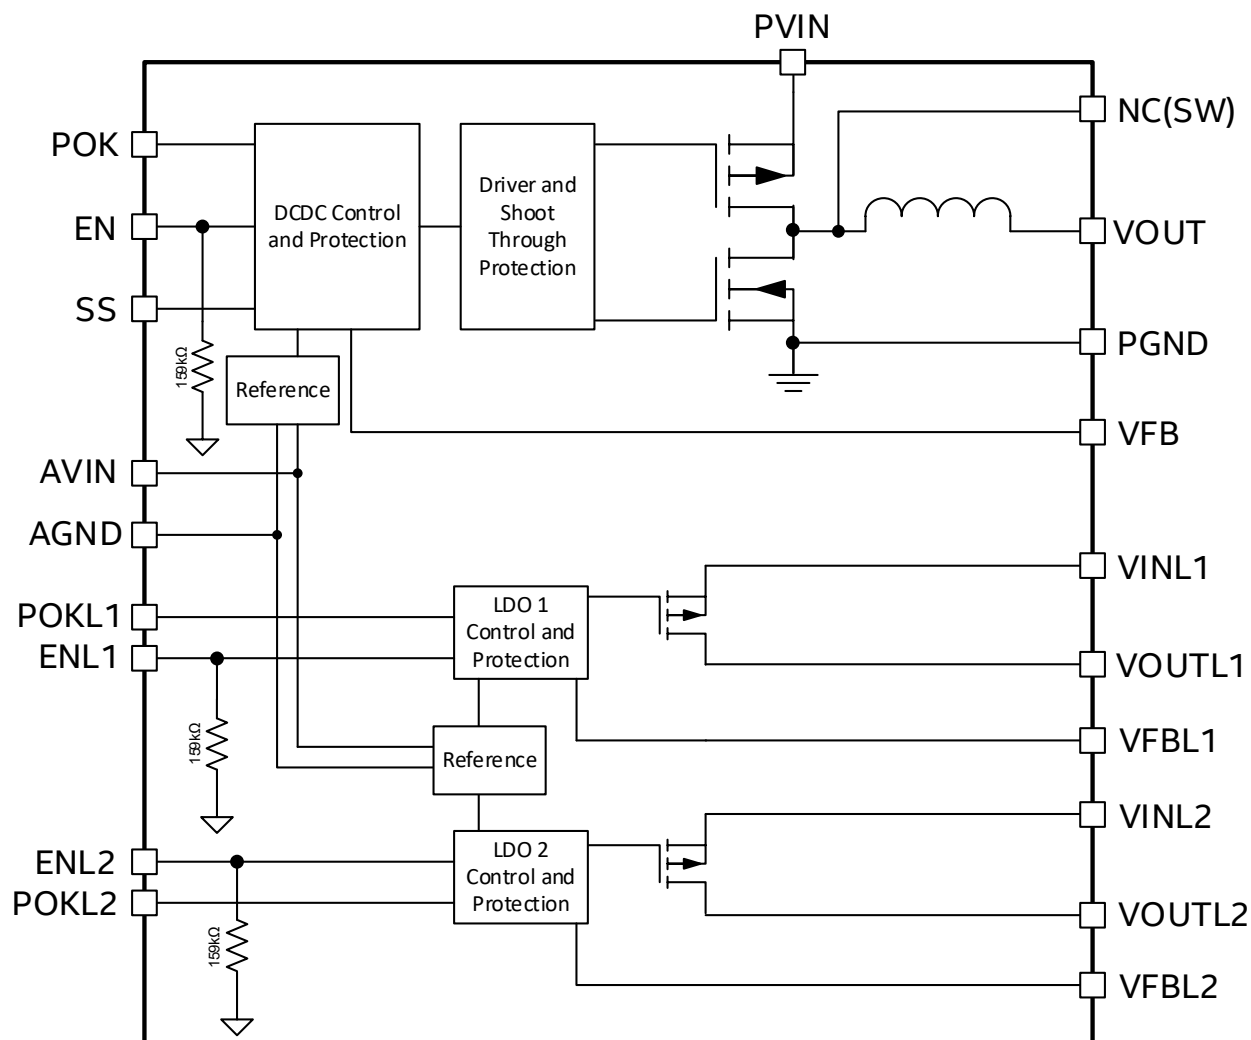 PVIN
NC(SW)
POK
DCDC Control
and Protection
Driver and
Shoot
Through
Protection
EN
VOUT
SS
PGND
159kΩ
Reference
VFB
AVIN
AGND
VINL1
POKL1
LDO 1
Control and
Protection
ENL1
VOUTL1
159kΩ
Reference
VFBL1
VINL2
ENL2
LDO 2
Control and
Protection
POKL2
VOUTL2
159kΩ
VFBL2